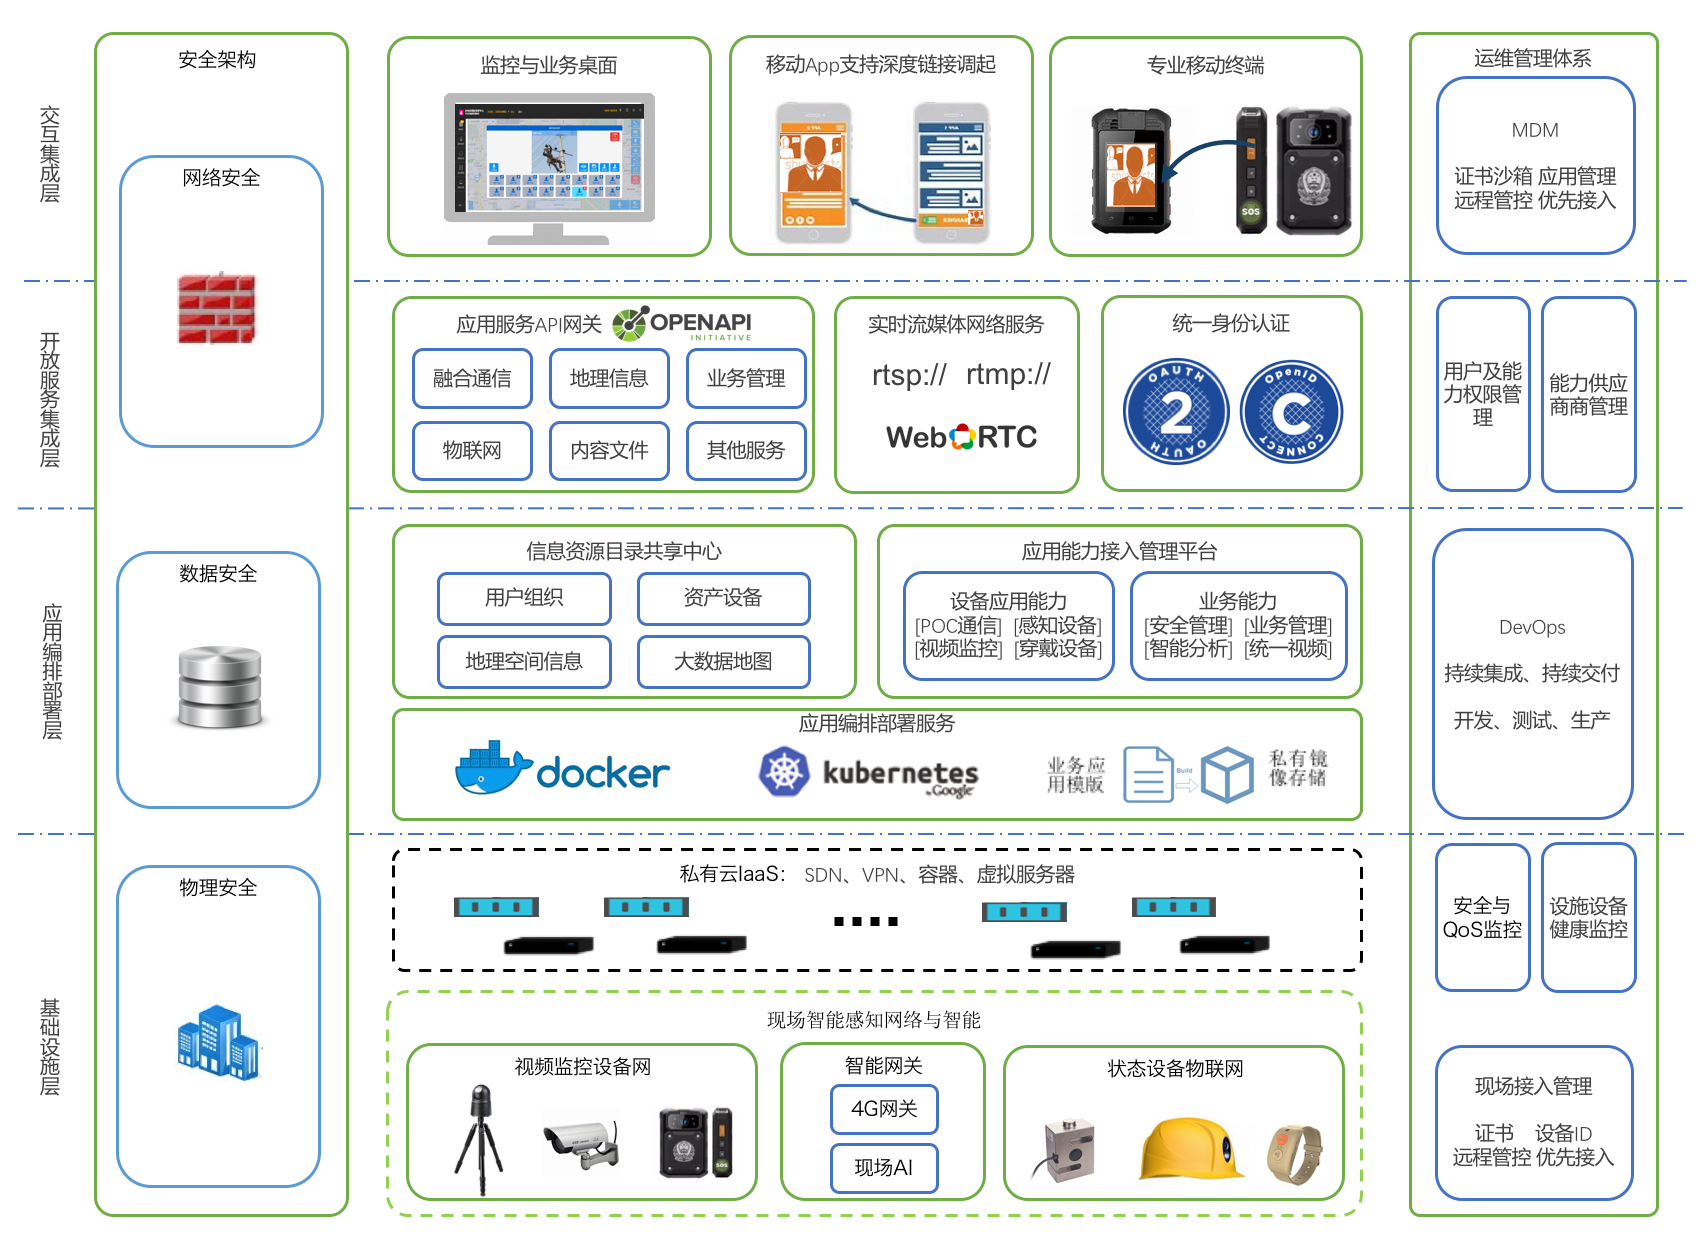 安全架构
网络安全
数据安全
物理安全
交互集成层
开放服务集成层
应用编排部署层
基础设施层
监控与业务桌面
移动App支持深度链接调起
专业移动终端
SOS
应用服务API网关
OPENAPI
INITIATIVE
融合通信
地理信息
业务管理
物联网
内容文件
其他服务
实时流媒体网络服务
rtsp:// rtmp://
WebRTC
统一身份认证
OAUTH
2
OAUTH
OpenID
C
CONNECT
信息资源目录共享中心
用户组织
资产设备
地理空间信息
大数据地图
应用能力接入管理平台
设备应用能力
[POC通信] [感知设备]
[视频监控] [穿戴设备]
业务能力
[安全管理] [业务管理]
[智能分析] [统一视频]
应用编排部署服务
docker
kubernetes
by Google
业务应
用模版
Build
私有镜
像存储
私有云IaaS： SDN、VPN、容器、虚拟服务器
现场智能感知网络与智能
视频监控设备网
SOS
智能网关
4G网关
现场AI
状态设备物联网
运维管理体系
MDM
证书沙箱 应用管理
远程管控 优先接入
用户及能
力权限管
理
能力供应
商商管理
DevOps
持续集成、持续交付
开发、测试、生产
安全与
QoS监控
设施设备
健康监控
现场接入管理
证书 设备ID
远程管控 优先接入